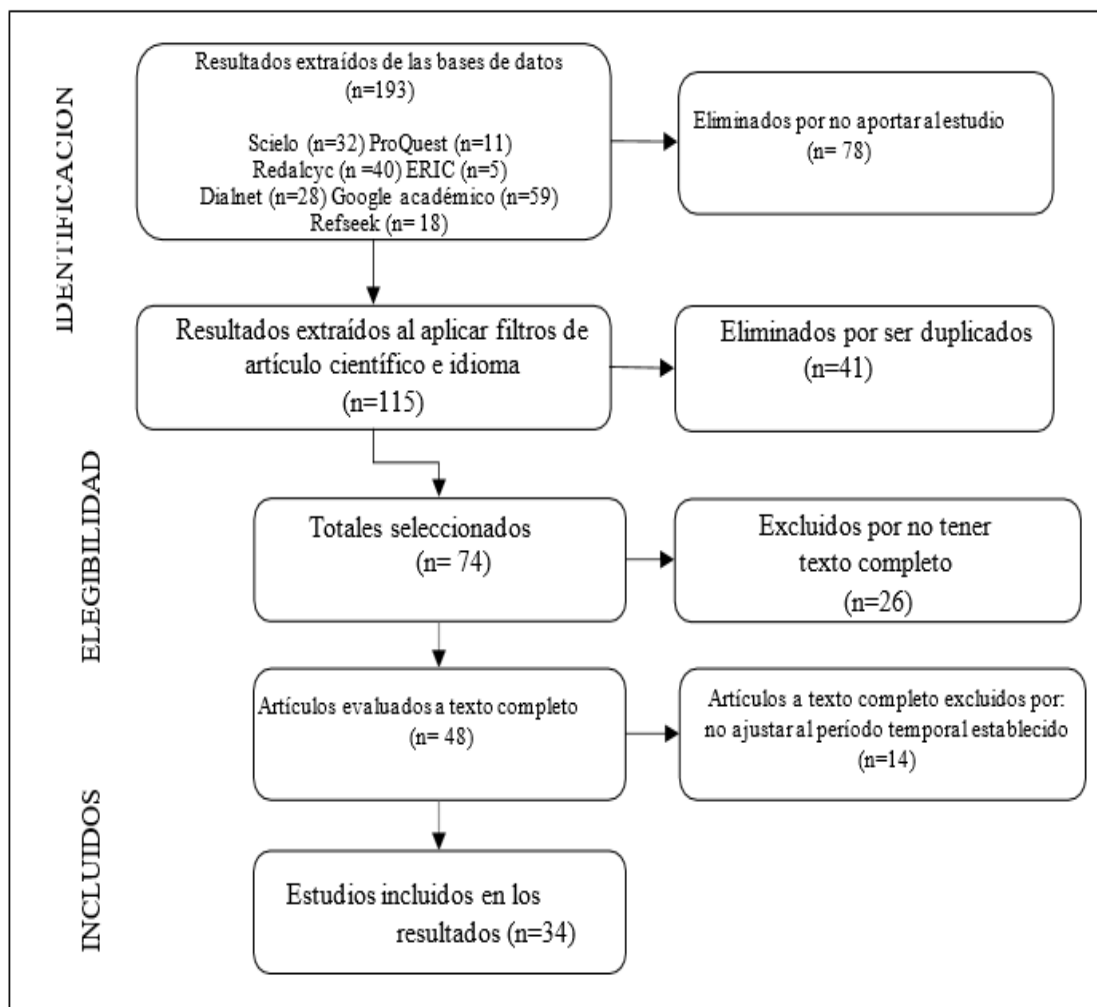 IDENTIFICACION
Resultados extraídos de las bases de datos
(n=193)
Scielo (n=32) ProQuest (n=11)
Redalcyc (n =40) ERIC (n=5)
Dialnet (n=28) Google académico (n=59)
Refseek (n= 18)
Eliminados por no aportar al estudio
(n= 78)
Resultados extraídos al aplicar filtros de
artículo científico e idioma
(n=115)
Eliminados por ser duplicados
(n=41)
ELEGIBILIDAD
Totales seleccionados
(n= 74)
Excluidos por no tener
texto completo
(n=26)
Artículos evaluados a texto completo
(n= 48)
Artículos a texto completo excluidos por:
no ajustar al período temporal establecido
(n=14)
INCLUIDOS
Estudios incluidos en los
resultados (n=34)